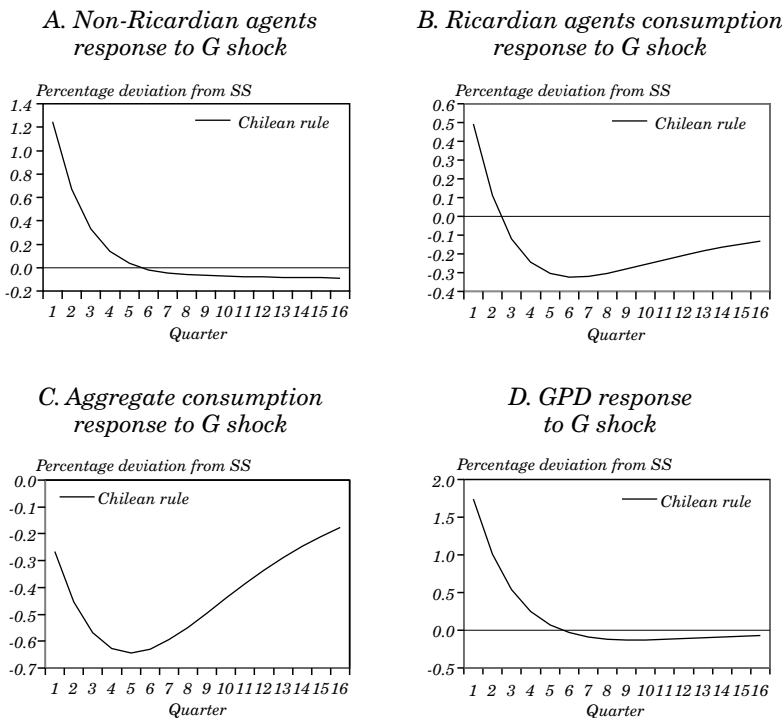 A. Non-Ricardian agents
response to G shock
Percentage deviation from SS
1.4
1.2
1.0
0.8
0.6
0.4
0.2
0.0
-0.2
Chilean rule
1 2 3 4 5 6 7 8 9 10 11 12 13 14 15 16
Quarter
B. Ricardian agents consumption
response to G shock
Percentage deviation from SS
0.6
0.5
0.4
0.3
0.2
0.1
0.0
-0.1
-0.2
-0.3
-0.4
Chilean rule
1 2 3 4 5 6 7 8 9 10 11 12 13 14 15 16
Quarter
C. Aggregate consumption
response to G shock
Percentage deviation from SS
0.0
-0.1
-0.2
-0.3
-0.4
-0.5
-0.6
-0.7
Chilean rule
1 2 3 4 5 6 7 8 9 10 11 12 13 14 15 16
Quarter
D. GPD response
to G shock
Percentage deviation from SS
2.0
1.5
1.0
0.5
0.0
-0.5
Chilean rule
1 2 3 4 5 6 7 8 9 10 11 12 13 14 15 16
Quarter